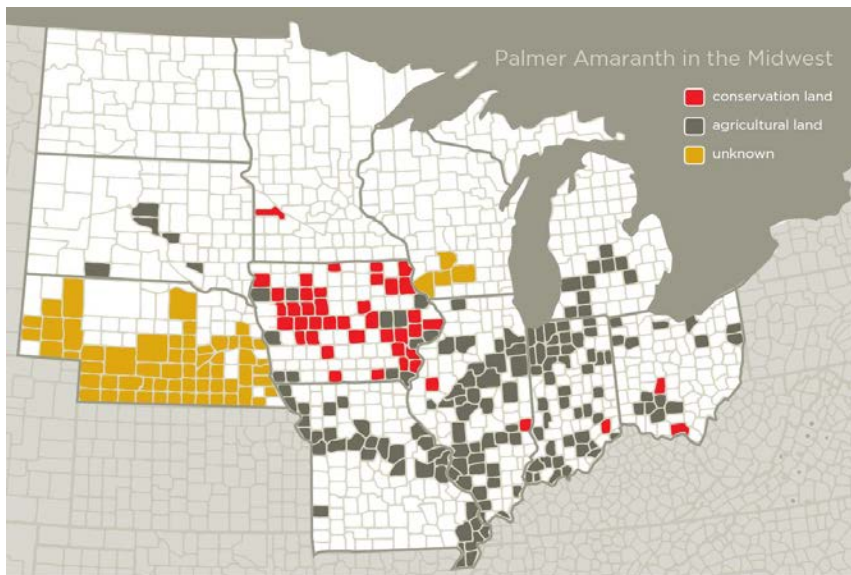 Palmer Amaranth in the Midwest
conservation land
agricultural land
unknown